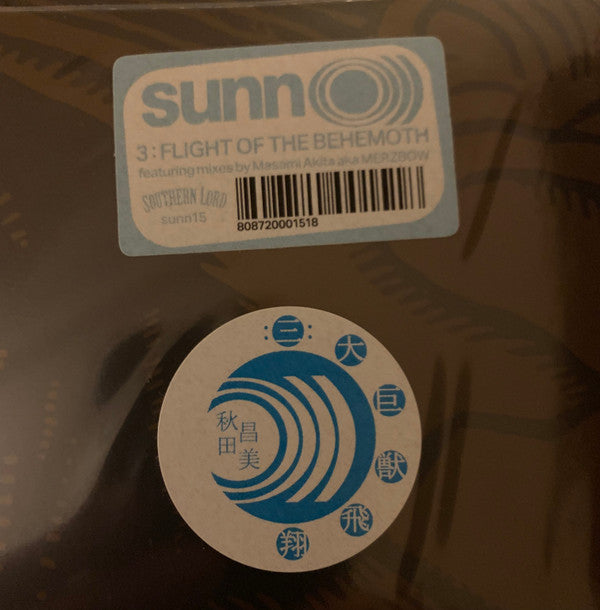 sunn O)))
3 : FLIGHT OF THE BEHEMOTH
featuring mixes by Masami Akita aka MERZBOW
SOUTHERN LORD
sunn15
808720001518
:三:
大
巨
獣
飛
翔
秋田
昌美